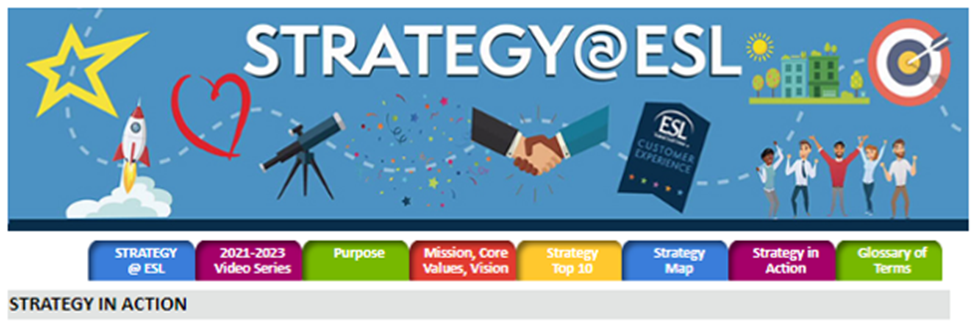 STRATEGY@ESL
ESL
CUSTOMER
EXPERIENCE
STRATEGY
@ ESL
2021-2023
Video Series
Purpose
Mission, Core
Values, Vision
Strategy
Top 10
Strategy
Map
Strategy in
Action
Glossary of
Terms
STRATEGY IN ACTION